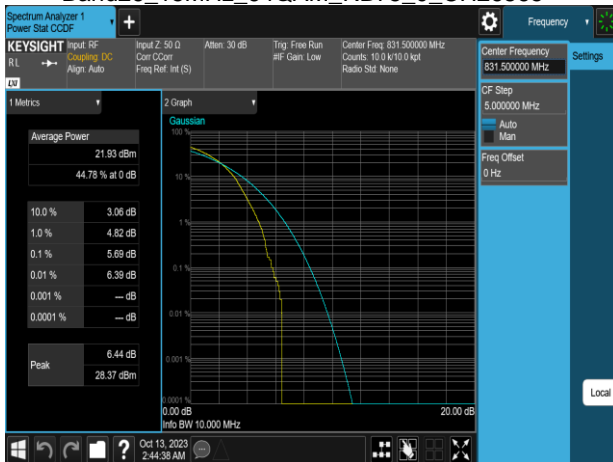 Spectrum Analyzer 1
Power Stat CCDF
Frequency
KEYSIGHT
RL
LXI
Input: RF
Coupling: DC
Align: Auto
Input Z: 50 Ω
Corr CCorr
Freq Ref: Int (S)
Atten: 30 dB
Trig: Free Run
#IF Gain: Low
Center Freq: 831.500000 MHz
Counts: 10.0 k/10.0 kpt
Radio Std: None
Center Frequency
831.500000 MHz
Settings
CF Step
5.000000 MHz
Auto
Man
Freq Offset
0 Hz
1 Metrics
Average Power
21.93 dBm
44.78 % at 0 dB
10.0 % 3.06 dB
1.0 % 4.82 dB
0.1 % 5.69 dB
0.01 % 6.39 dB
0.001 % --- dB
0.0001 % --- dB
Peak
6.44 dB
28.37 dBm
2 Graph
Gaussian
100 %
10 %
1 %
0.1 %
0.01 %
0.001 %
0.0001 %
0.00 dB 20.00 dB
Info BW 10.000 MHz
Local
? Oct 13, 2023
2:44:38 AM